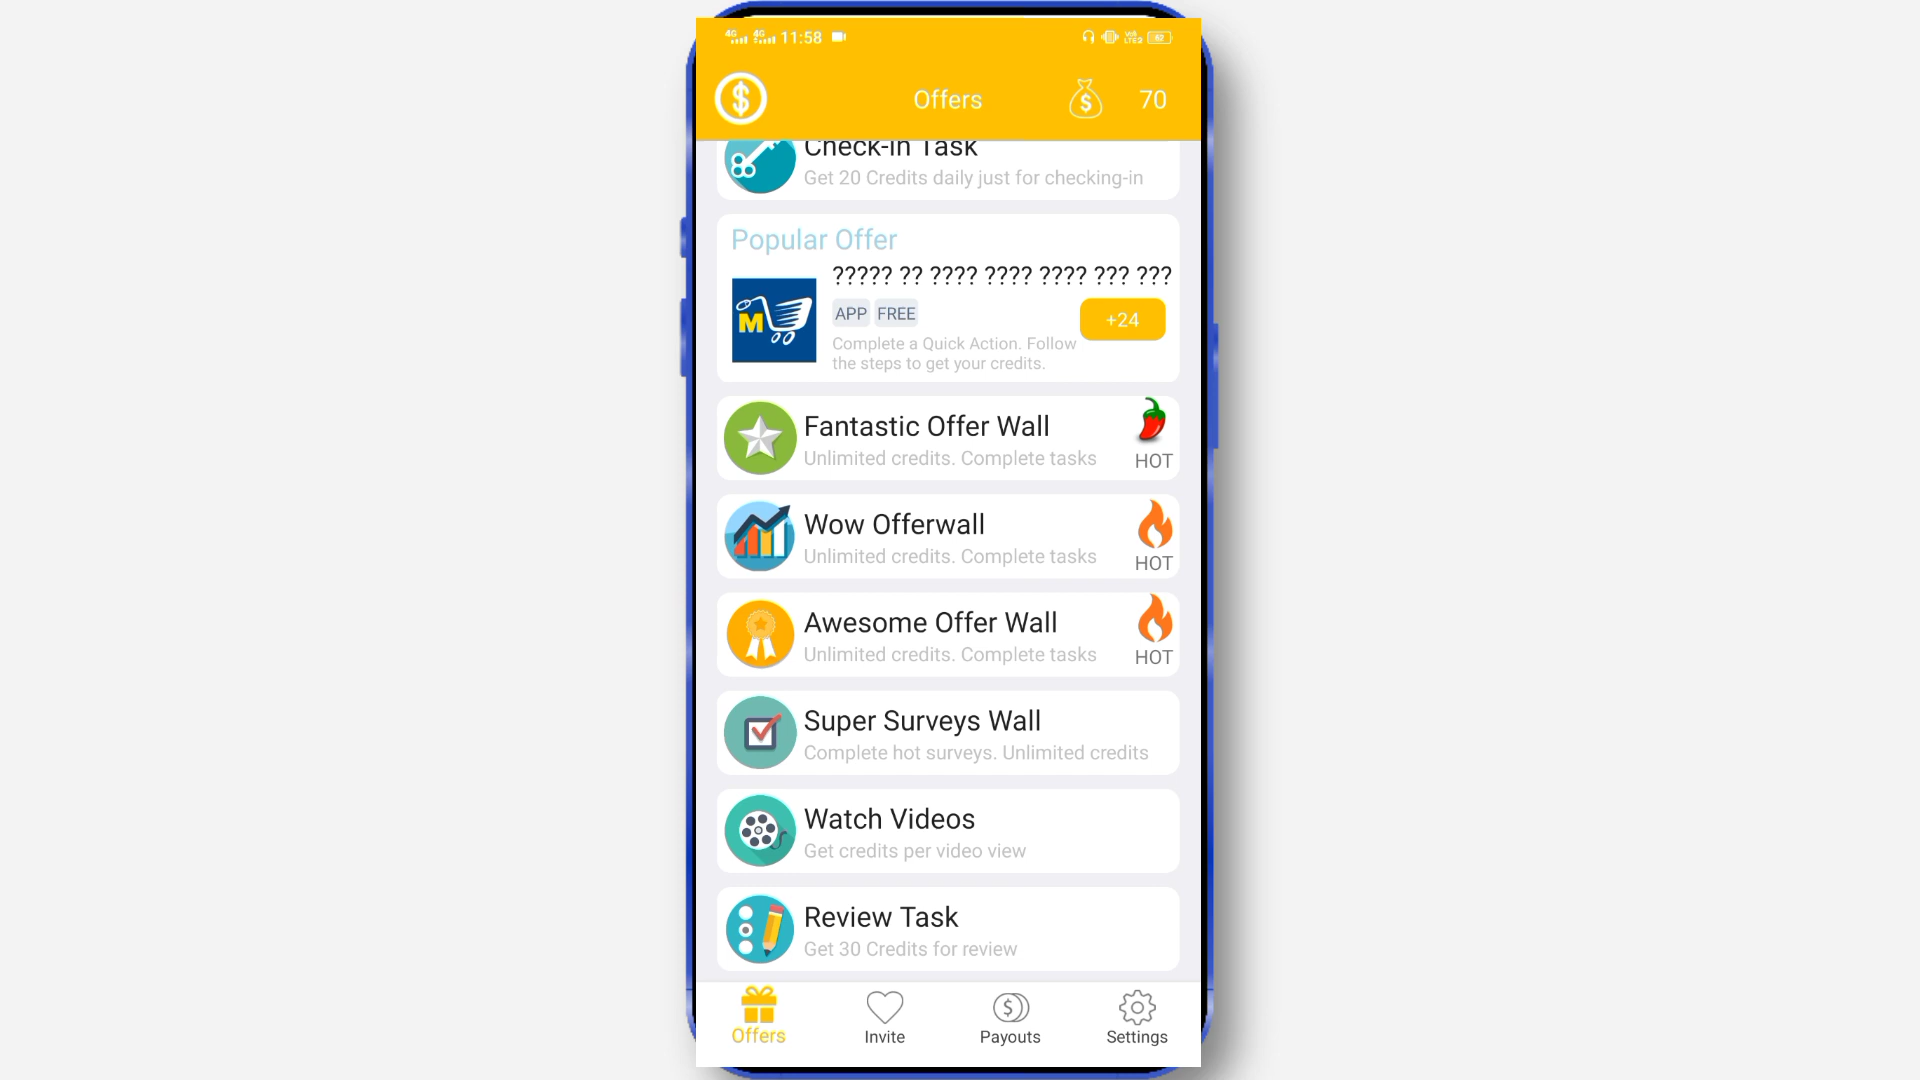 4G 4G 11:58 LTE2 62
Offers 70
Check-in Task
Get 20 Credits daily just for checking-in
Popular Offer
????? ?? ???? ???? ???? ??? ???
M
APP FREE
+24
Complete a Quick Action. Follow
the steps to get your credits.
Fantastic Offer Wall
Unlimited credits. Complete tasks
HOT
Wow Offerwall
Unlimited credits. Complete tasks
HOT
Awesome Offer Wall
Unlimited credits. Complete tasks
HOT
Super Surveys Wall
Complete hot surveys. Unlimited credits
Watch Videos
Get credits per video view
Review Task
Get 30 Credits for review
Offers Invite Payouts Settings